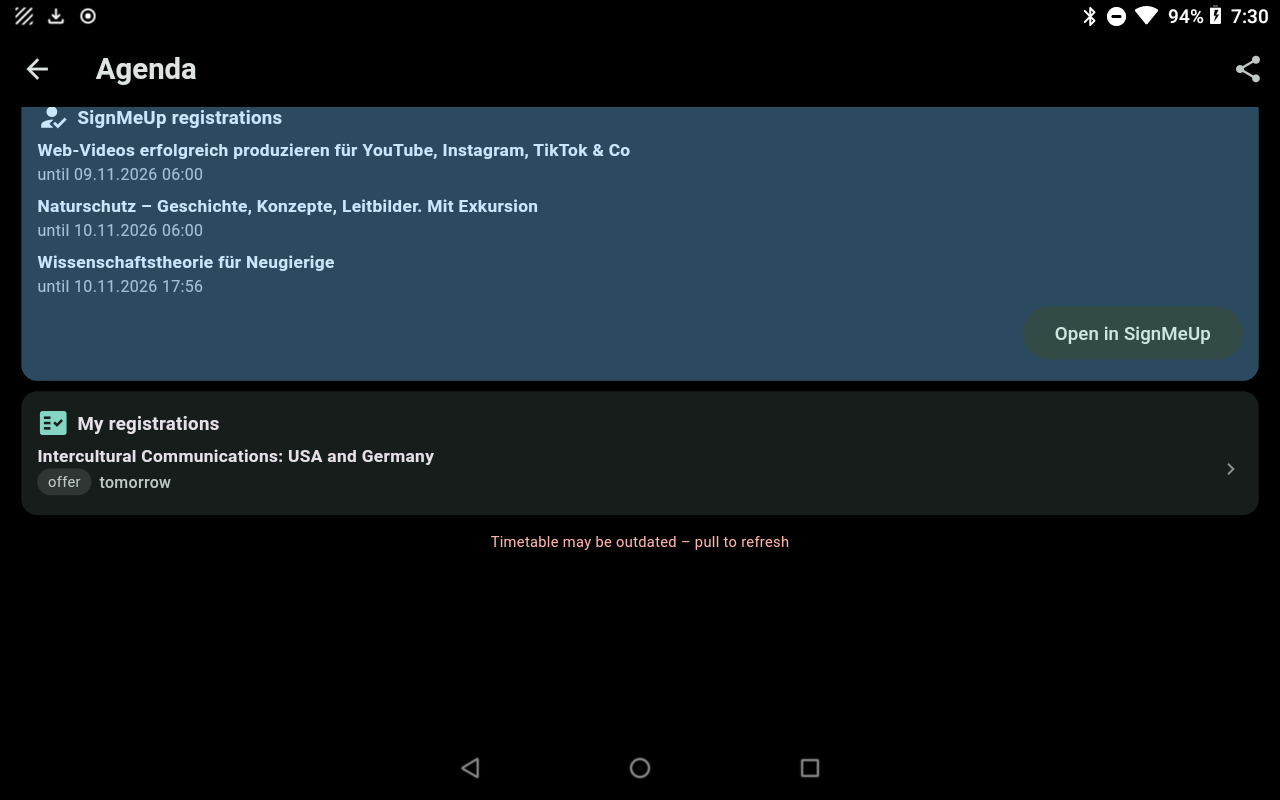 94% 7:30
Agenda
SignMeUp registrations
Web-Videos erfolgreich produzieren für YouTube, Instagram, TikTok & Co
until 09.11.2026 06:00
Naturschutz – Geschichte, Konzepte, Leitbilder. Mit Exkursion
until 10.11.2026 06:00
Wissenschaftstheorie für Neugierige
until 10.11.2026 17:56
Open in SignMeUp
My registrations
Intercultural Communications: USA and Germany
offer tomorrow
Timetable may be outdated – pull to refresh